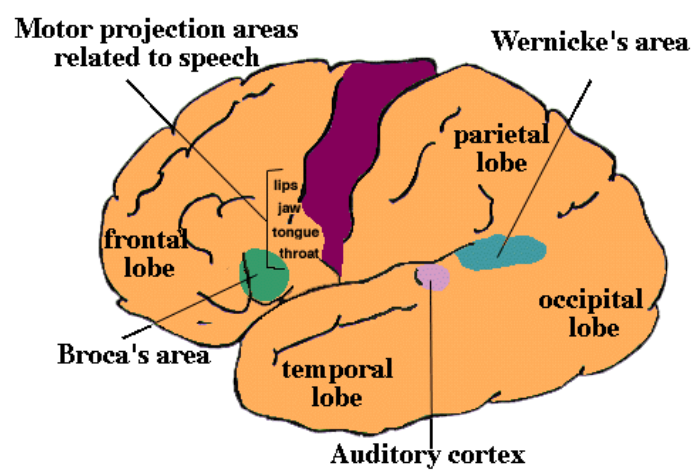 Motor projection areas
related to speech
Wernicke's area
parietal
lobe
lips
jaw
tongue
throat
frontal
lobe
occipital
lobe
Broca's area
temporal
lobe
Auditory cortex